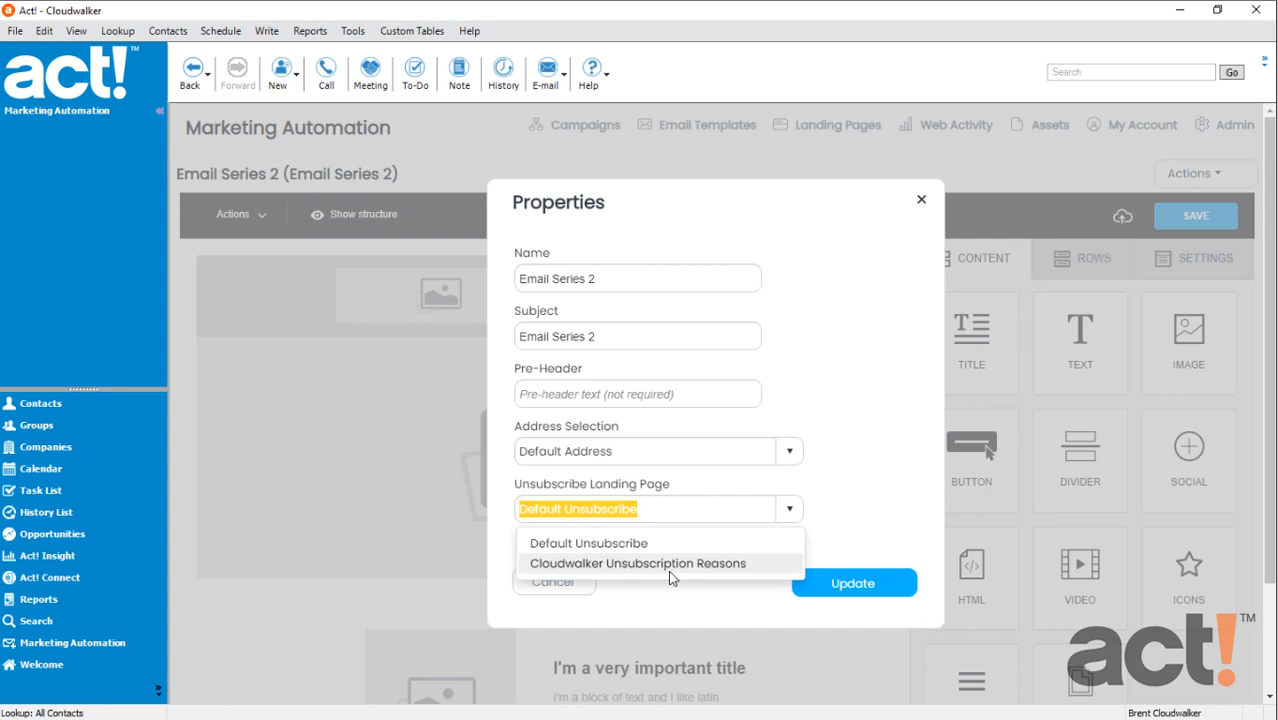 Act! - Cloudwalker
File Edit View Lookup Contacts Schedule Write Reports Tools Custom Tables Help
act!™
Marketing Automation
Back Forward New Call Meeting To-Do Note History E-mail Help
Search Go
Marketing Automation
Campaigns Email Templates Landing Pages Web Activity Assets My Account Admin
Email Series 2 (Email Series 2)
Actions
Actions Show structure
SAVE
Properties
Name
Email Series 2
Subject
Email Series 2
Pre-Header
Pre-header text (not required)
Address Selection
Default Address
Unsubscribe Landing Page
Default Unsubscribe
Default Unsubscribe
Cloudwalker Unsubscription Reasons
Cancel
Update
CONTENT ROWS SETTINGS
TITLE TEXT IMAGE
BUTTON DIVIDER SOCIAL
HTML VIDEO ICONS
I'm a very important title
I'm a block of text and I like latin.
Contacts
Groups
Companies
Calendar
Task List
History List
Opportunities
Act! Insight
Act! Connect
Reports
Search
Marketing Automation
Welcome
act!™
Lookup: All Contacts
Brent Cloudwalker